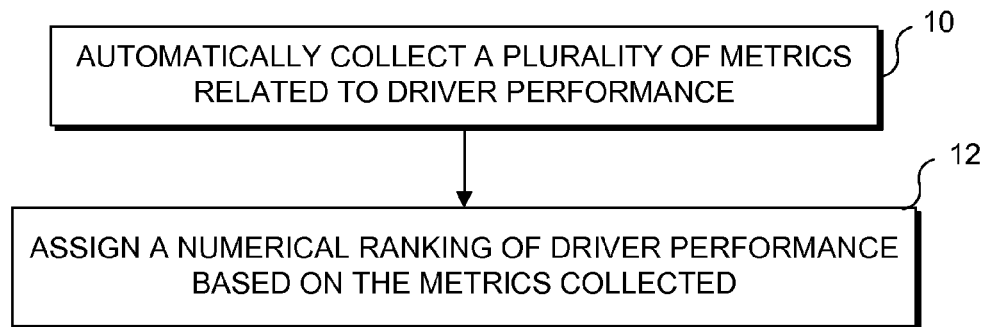 10
AUTOMATICALLY COLLECT A PLURALITY OF METRICS
RELATED TO DRIVER PERFORMANCE
12
ASSIGN A NUMERICAL RANKING OF DRIVER PERFORMANCE
BASED ON THE METRICS COLLECTED